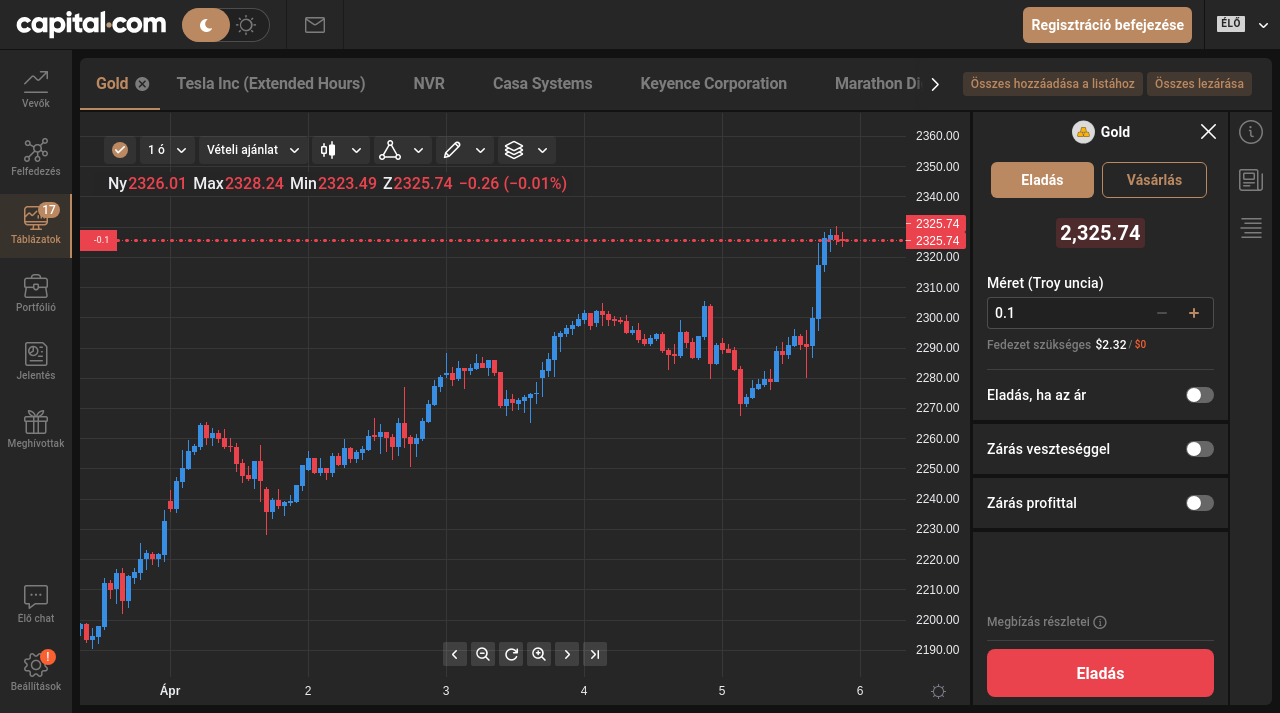 capital.com
Regisztráció befejezése
ÉLŐ
Gold
Tesla Inc (Extended Hours)
NVR
Casa Systems
Keyence Corporation
Marathon Di
Összes hozzáadása a listához
Összes lezárása
Vevők
Felfedezés
17
Táblázatok
Portfólió
Jelentés
Meghívottak
Elő chat
!
Beállítások
1 ó
Vételi ajánlat
Ny2326.01 Max2328.24 Min2323.49 Z2325.74 −0.26 (−0.01%)
-0.1
2360.00
2350.00
2340.00
2325.74
2325.74
2320.00
2310.00
2300.00
2290.00
2280.00
2270.00
2260.00
2250.00
2240.00
2230.00
2220.00
2210.00
2200.00
2190.00
Ápr
2
3
4
5
6
Gold
Eladás
Vásárlás
2,325.74
Méret (Troy uncia)
0.1
Fedezet szükséges $2.32 / $0
Eladás, ha az ár
Zárás veszteséggel
Zárás profittal
Megbízás részletei
Eladás